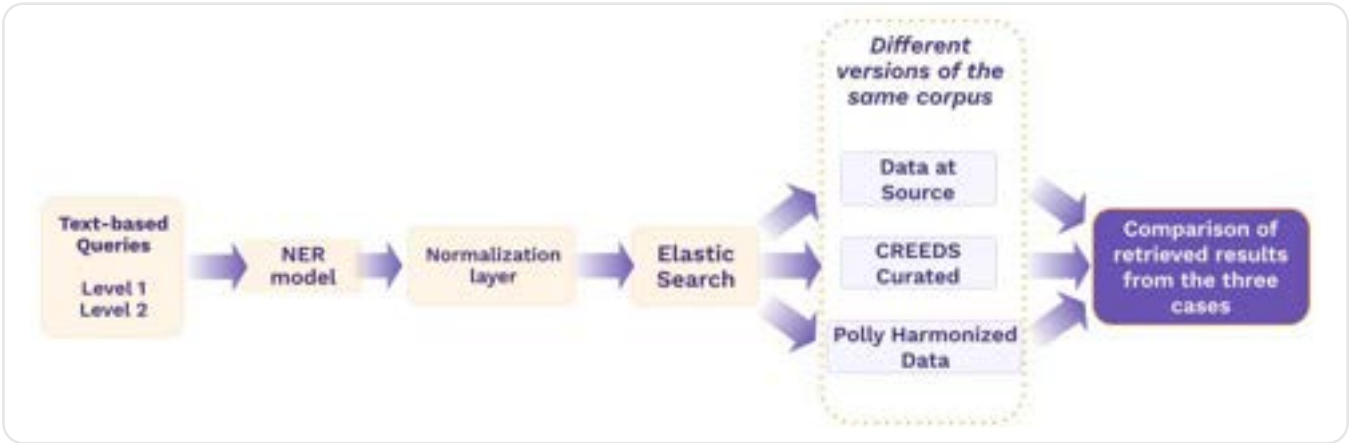 Text-based
Queries
Level 1
Level 2
NER
model
Normalization
layer
Elastic
Search
Different
versions of the
same corpus
Data at
Source
CREEDS
Curated
Polly Harmonized
Data
Comparison of
retrieved results
from the three
cases